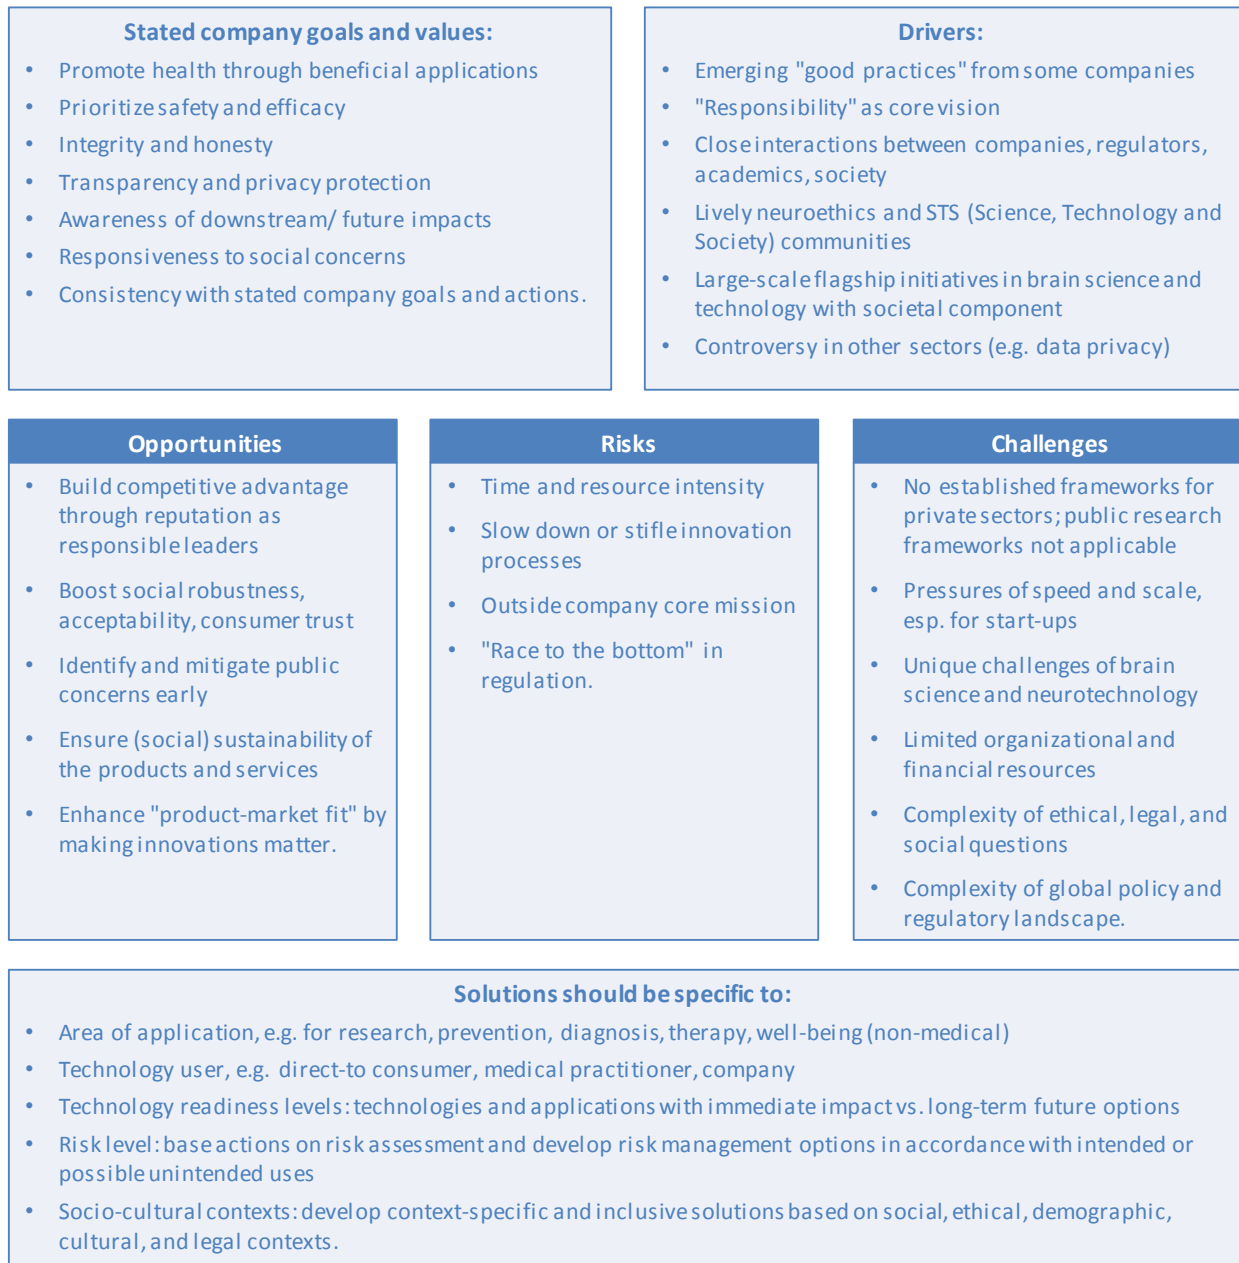 Stated company goals and values:
• Promote health through beneficial applications
• Prioritize safety and efficacy
• Integrity and honesty
• Transparency and privacy protection
• Awareness of downstream/ future impacts
• Responsiveness to social concerns
• Consistency with stated company goals and actions.
Drivers:
• Emerging "good practices" from some companies
• "Responsibility" as core vision
• Close interactions between companies, regulators,
academics, society
• Lively neuroethics and STS (Science, Technology and
Society) communities
• Large-scale flagship initiatives in brain science and
technology with societal component
• Controversy in other sectors (e.g. data privacy)
Opportunities
• Build competitive advantage
through reputation as
responsible leaders
• Boost social robustness,
acceptability, consumer trust
• Identify and mitigate public
concerns early
• Ensure (social) sustainability of
the products and services
• Enhance "product-market fit" by
making innovations matter.
Risks
• Time and resource intensity
• Slow down or stifle innovation
processes
• Outside company core mission
• "Race to the bottom" in
regulation.
Challenges
• No established frameworks for
private sectors; public research
frameworks not applicable
• Pressures of speed and scale,
esp. for start-ups
• Unique challenges of brain
science and neurotechnology
• Limited organizational and
financial resources
• Complexity of ethical, legal, and
social questions
• Complexity of global policy and
regulatory landscape.
Solutions should be specific to:
• Area of application, e.g. for research, prevention, diagnosis, therapy, well-being (non-medical)
• Technology user, e.g. direct-to consumer, medical practitioner, company
• Technology readiness levels: technologies and applications with immediate impact vs. long-term future options
• Risk level: base actions on risk assessment and develop risk management options in accordance with intended or
possible unintended uses
• Socio-cultural contexts: develop context-specific and inclusive solutions based on social, ethical, demographic,
cultural, and legal contexts.